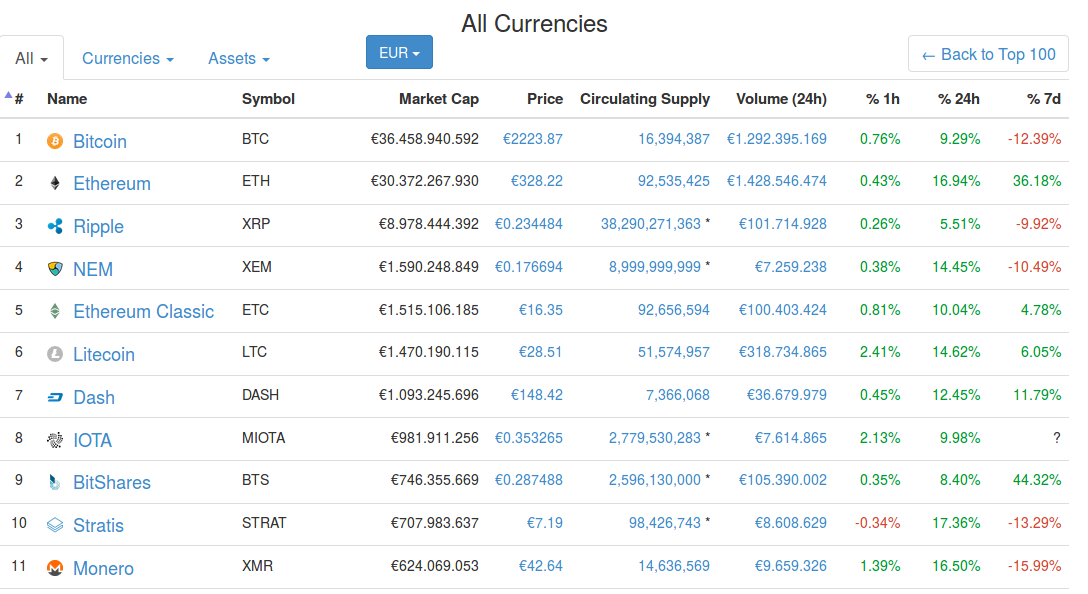 All Currencies
All Currencies Assets EUR ← Back to Top 100
# Name Symbol Market Cap Price Circulating Supply Volume (24h) % 1h % 24h % 7d
1 Bitcoin BTC €36.458.940.592 €2223.87 16,394,387 €1.292.395.169 0.76% 9.29% -12.39%
2 Ethereum ETH €30.372.267.930 €328.22 92,535,425 €1.428.546.474 0.43% 16.94% 36.18%
3 Ripple XRP €8.978.444.392 €0.234484 38,290,271,363 * €101.714.928 0.26% 5.51% -9.92%
4 NEM XEM €1.590.248.849 €0.176694 8,999,999,999 * €7.259.238 0.38% 14.45% -10.49%
5 Ethereum Classic ETC €1.515.106.185 €16.35 92,656,594 €100.403.424 0.81% 10.04% 4.78%
6 Litecoin LTC €1.470.190.115 €28.51 51,574,957 €318.734.865 2.41% 14.62% 6.05%
7 Dash DASH €1.093.245.696 €148.42 7,366,068 €36.679.979 0.45% 12.45% 11.79%
8 IOTA MIOTA €981.911.256 €0.353265 2,779,530,283 * €7.614.865 2.13% 9.98% ?
9 BitShares BTS €746.355.669 €0.287488 2,596,130,000 * €105.390.002 0.35% 8.40% 44.32%
10 Stratis STRAT €707.983.637 €7.19 98,426,743 * €8.608.629 -0.34% 17.36% -13.29%
11 Monero XMR €624.069.053 €42.64 14,636,569 €9.659.326 1.39% 16.50% -15.99%